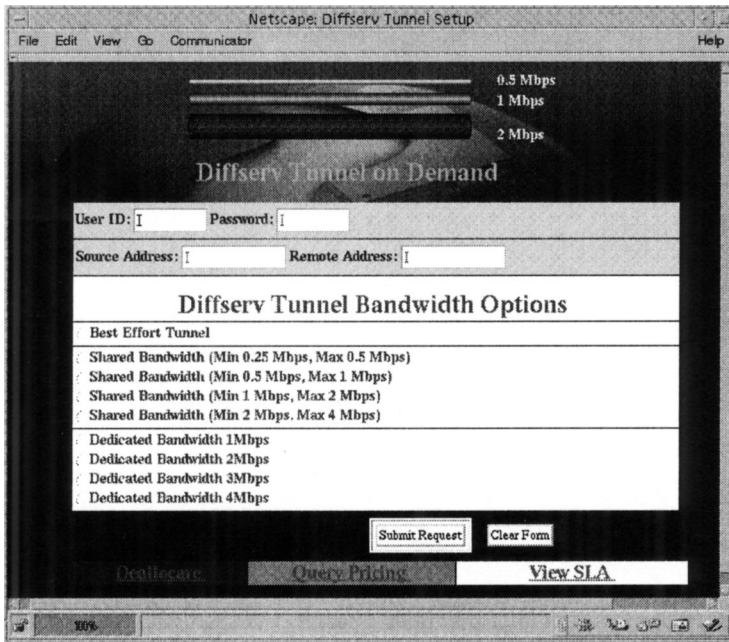 Netscape: Diffserv Tunnel Setup
File Edit View Go Communicator Help
0.5 Mbps
1 Mbps
2 Mbps
Diffserv Tunnel on Demand
User ID: Password:
Source Address: Remote Address:
Diffserv Tunnel Bandwidth Options
Best Effort Tunnel
Shared Bandwidth (Min 0.25 Mbps, Max 0.5 Mbps)
Shared Bandwidth (Min 0.5 Mbps, Max 1 Mbps)
Shared Bandwidth (Min 1 Mbps, Max 2 Mbps)
Shared Bandwidth (Min 2 Mbps. Max 4 Mbps)
Dedicated Bandwidth 1Mbps
Dedicated Bandwidth 2Mbps
Dedicated Bandwidth 3Mbps
Dedicated Bandwidth 4Mbps
Submit Request Clear Form
Deallocate Query Pricing View SLA
100%